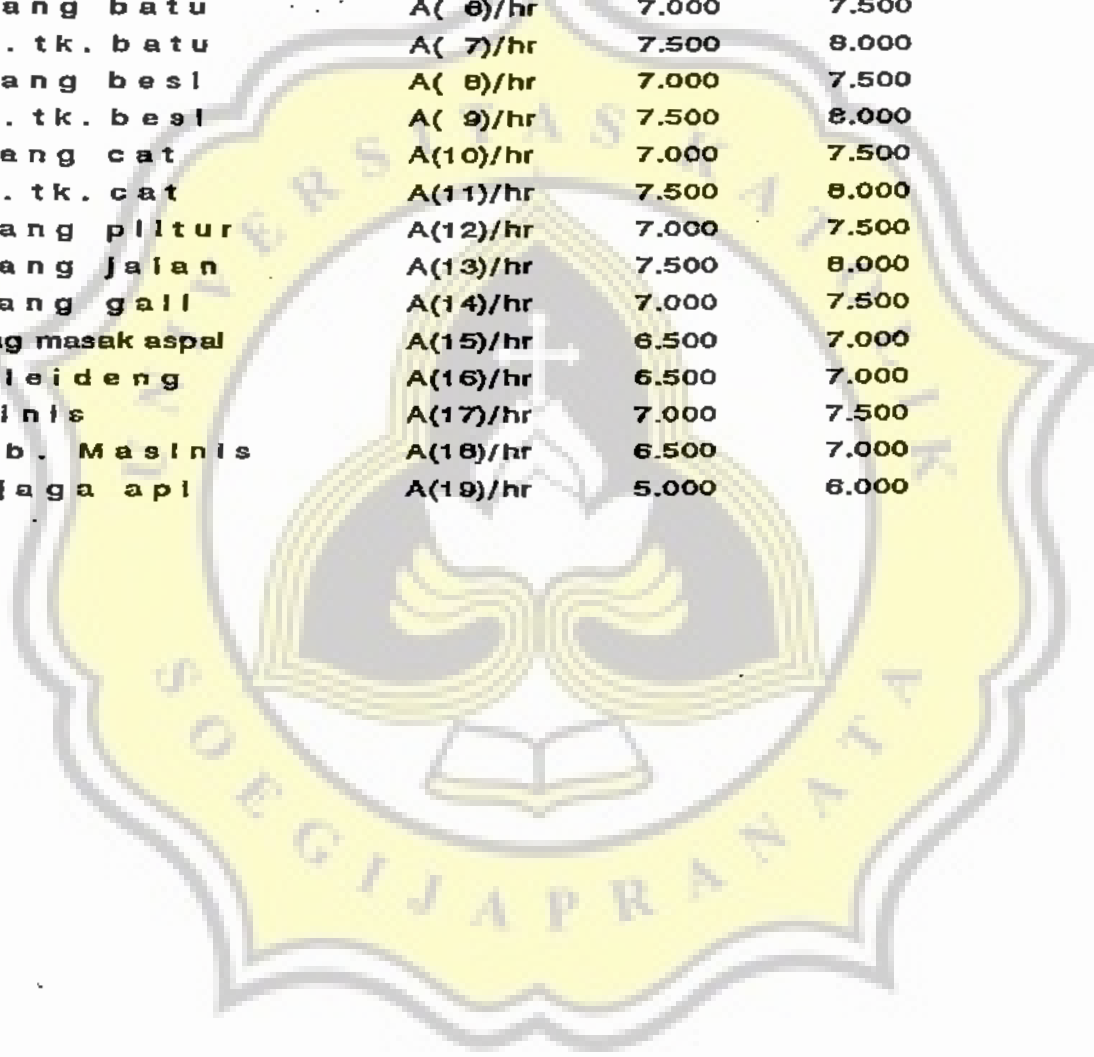 ang batu A( 6)/hr 7.000 7.500
. tk. batu A( 7)/hr 7.500 8.000
ang besi A( 8)/hr 7.000 7.500
. tk. besi A( 9)/hr 7.500 8.000
ang cat A(10)/hr 7.000 7.500
. tk. cat A(11)/hr 7.500 8.000
ang plitur A(12)/hr 7.000 7.500
ang jalan A(13)/hr 7.500 8.000
ang gali A(14)/hr 7.000 7.500
g masak aspal A(15)/hr 6.500 7.000
leideng A(16)/hr 6.500 7.000
inis A(17)/hr 7.000 7.500
b. Masinis A(18)/hr 6.500 7.000
jaga api A(19)/hr 5.000 6.000
UNIVERSITAS KATOLIK
SOEGIJAPRANATA